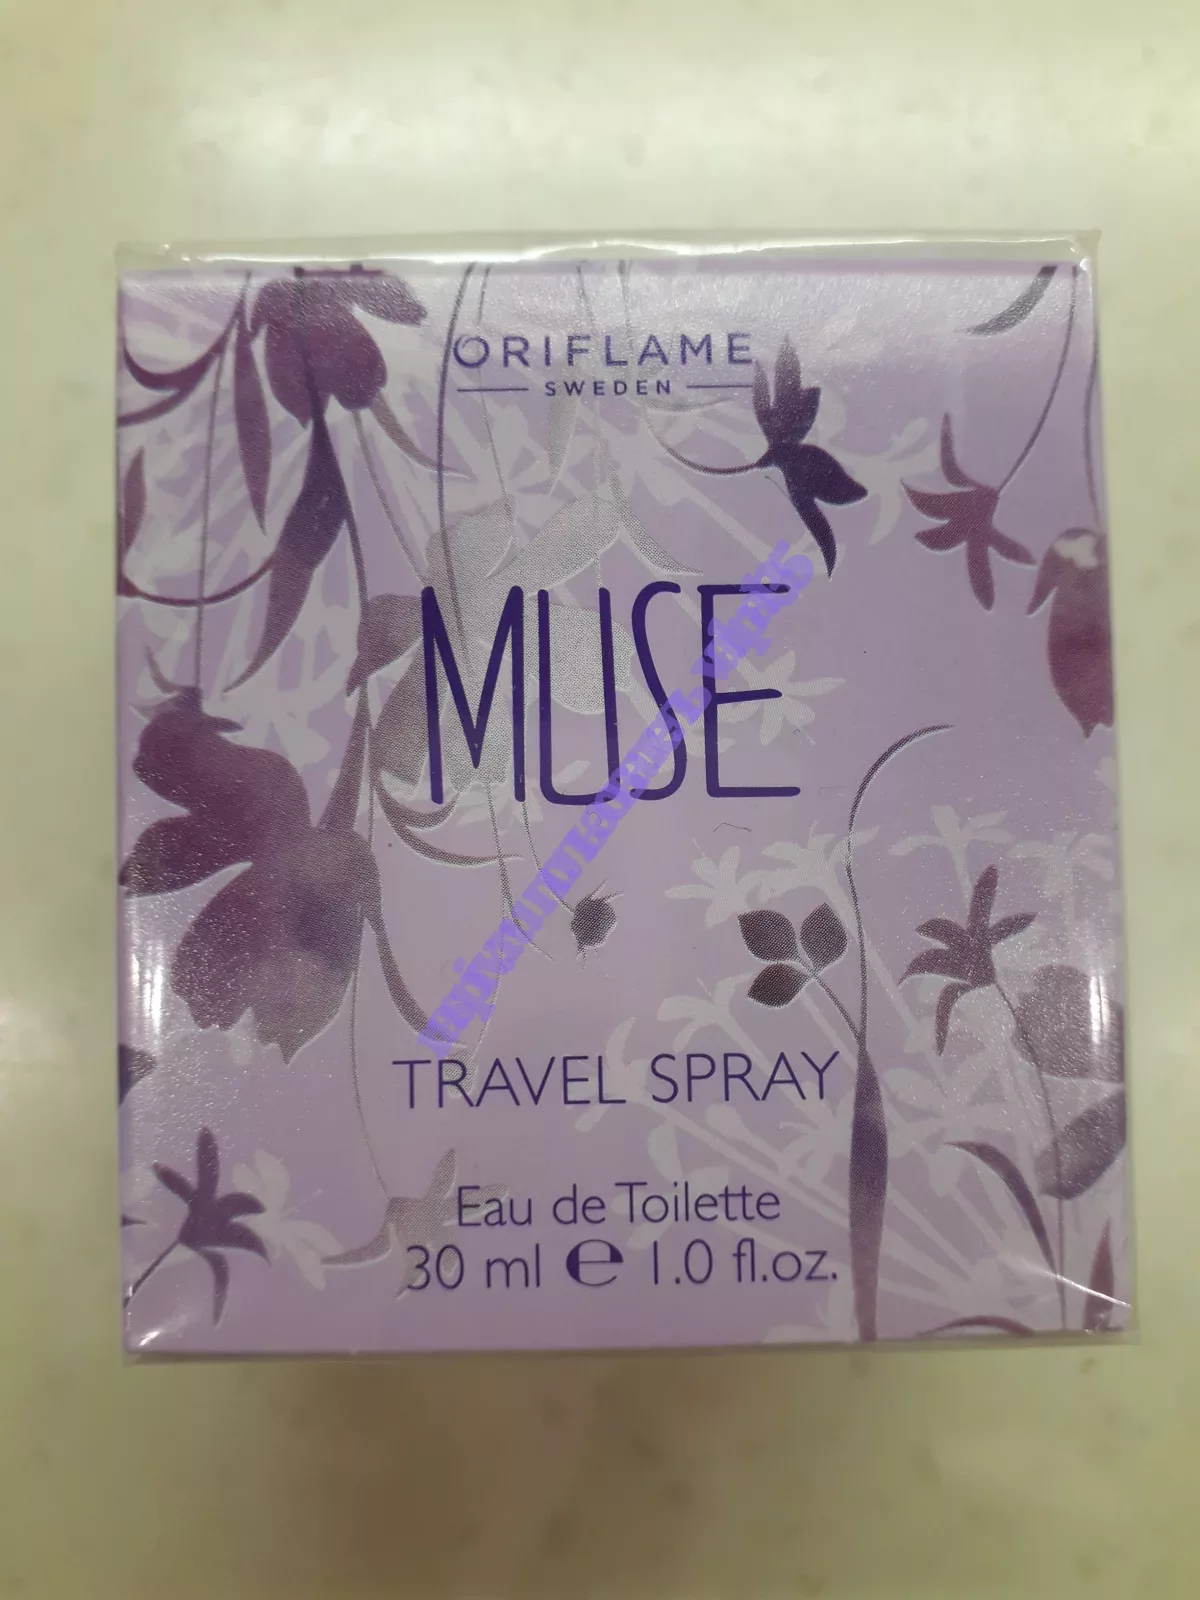 ORIFLAME
SWEDEN
MUSE
TRAVEL SPRAY
Eau de Toilette
30 ml ℮ 1.0 fl.oz.